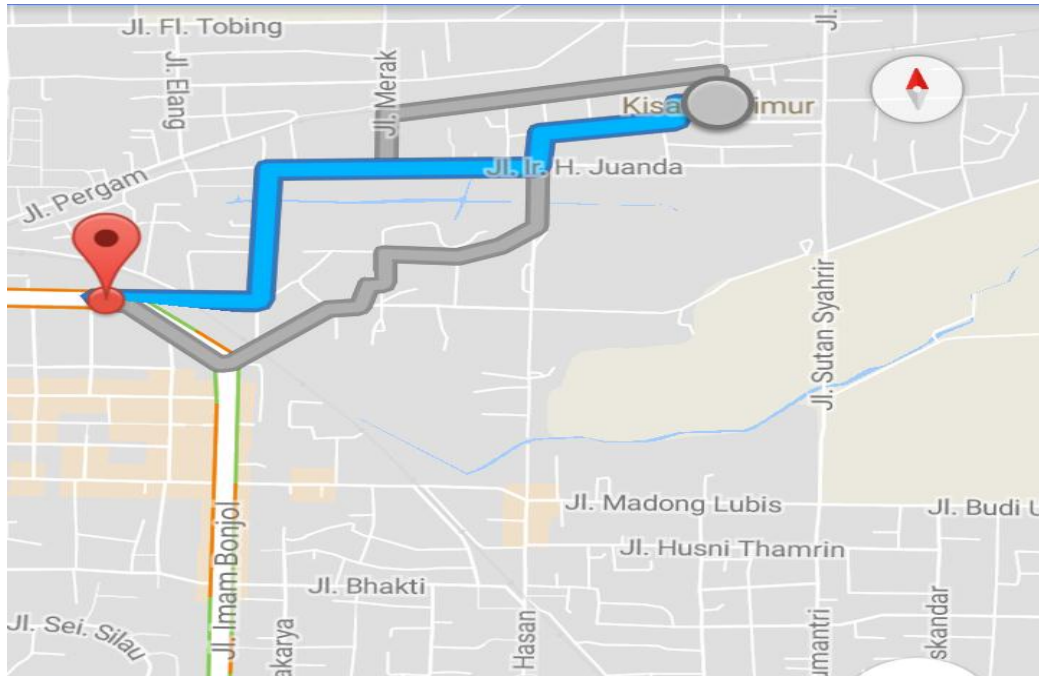 Jl. Fl. Tobing
Jl.
Jl. Elang
Jl. Merak
Kisa imur
Jl. Ir. H. Juanda
Jl. Pergam
Jl. Sutan Syahrir
Jl. Madong Lubis
Jl. Budi U
Jl. Imam Bonjol
Jl. Husni Thamrin
Jl. Bhakti
Jl. Sei. Silau
akarya
Hasan
umantri
skandar